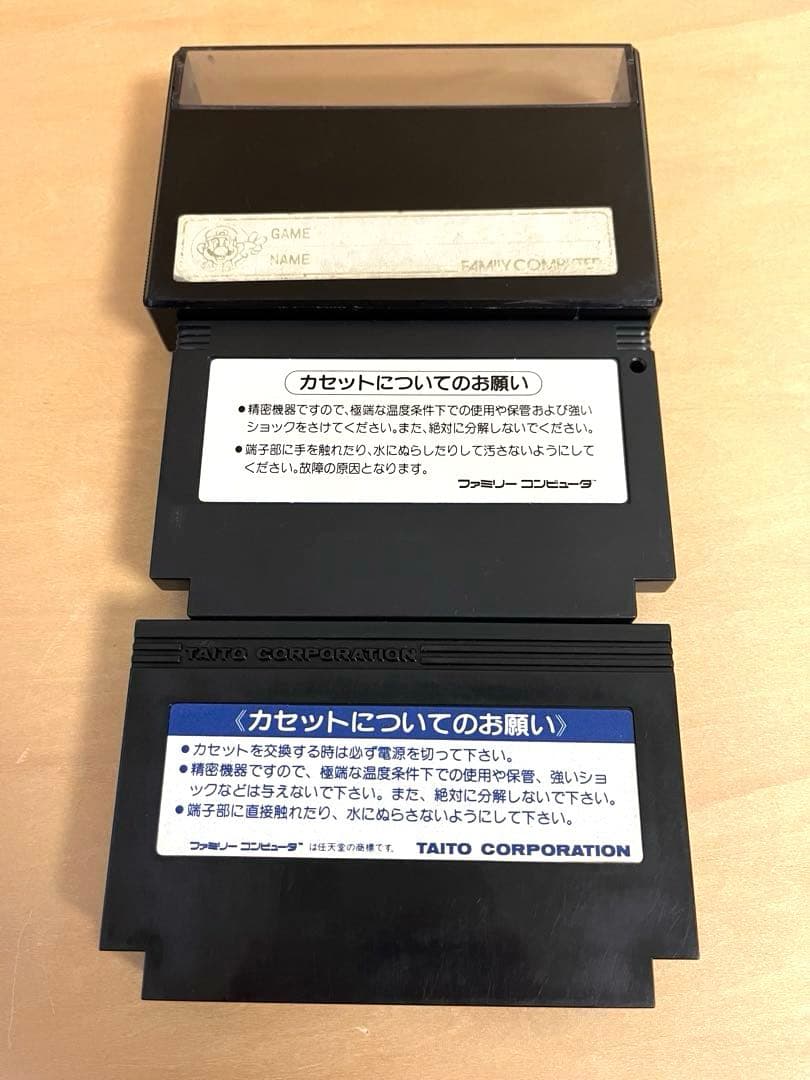 GAME
NAME
FAMILY COMPUTER
カセットについてのお願い
●精密機器ですので、極端な温度条件下での使用や保管および強い
ショックをさけてください。また、絶対に分解しないでください。
●端子部に手を触れたり、水にぬらしたりして汚さないようにして
ください。故障の原因となります。
ファミリー コンピュータ™
TAITO CORPORATION
《カセットについてのお願い》
●カセットを交換する時は必ず電源を切って下さい。
●精密機器ですので、極端な温度条件下での使用や保管、強いショ
ックなどは与えないで下さい。また、絶対に分解しないで下さい。
●端子部に直接触れたり、水にぬらさないようにして下さい。
ファミリー コンピュータ™ は任天堂の商標です。 TAITO CORPORATION